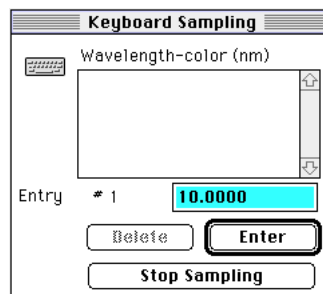 Keyboard Sampling
Wavelength-color (nm)
Entry # 1 10.0000
Delete Enter
Stop Sampling